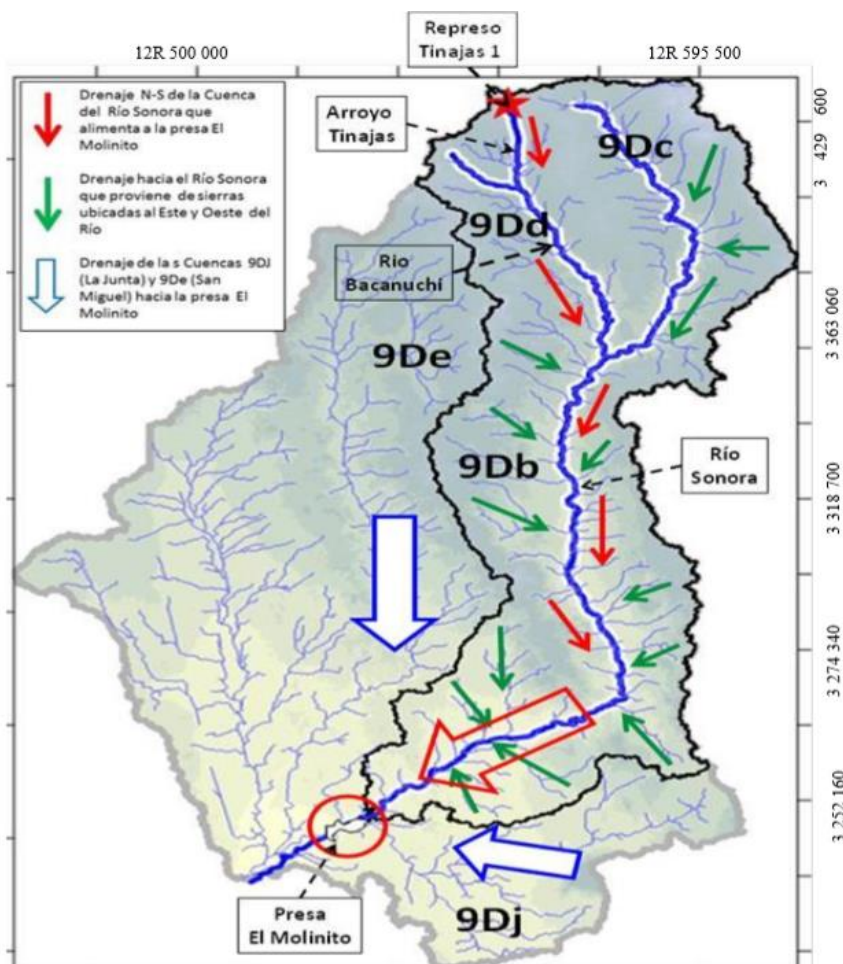 Represo
Tinajas 1
12R 500 000
12R 595 500
Drenaje N-S de la Cuenca
del Río Sonora que
alimenta a la presa El
Molinito
Drenaje hacia el Río Sonora
que proviene de sierras
ubicadas al Este y Oeste del
Río
Drenaje de la s Cuencas 9DJ
(La Junta) y 9De (San
Miguel) hacia la presa El
Molinito
Arroyo
Tinajas
9Dc
9Dd
Rio
Bacanuchi
9De
9Db
Río
Sonora
Presa
El Molinito
9Dj
3 429 600
3 363 060
3 318 700
3 274 340
3 252 160